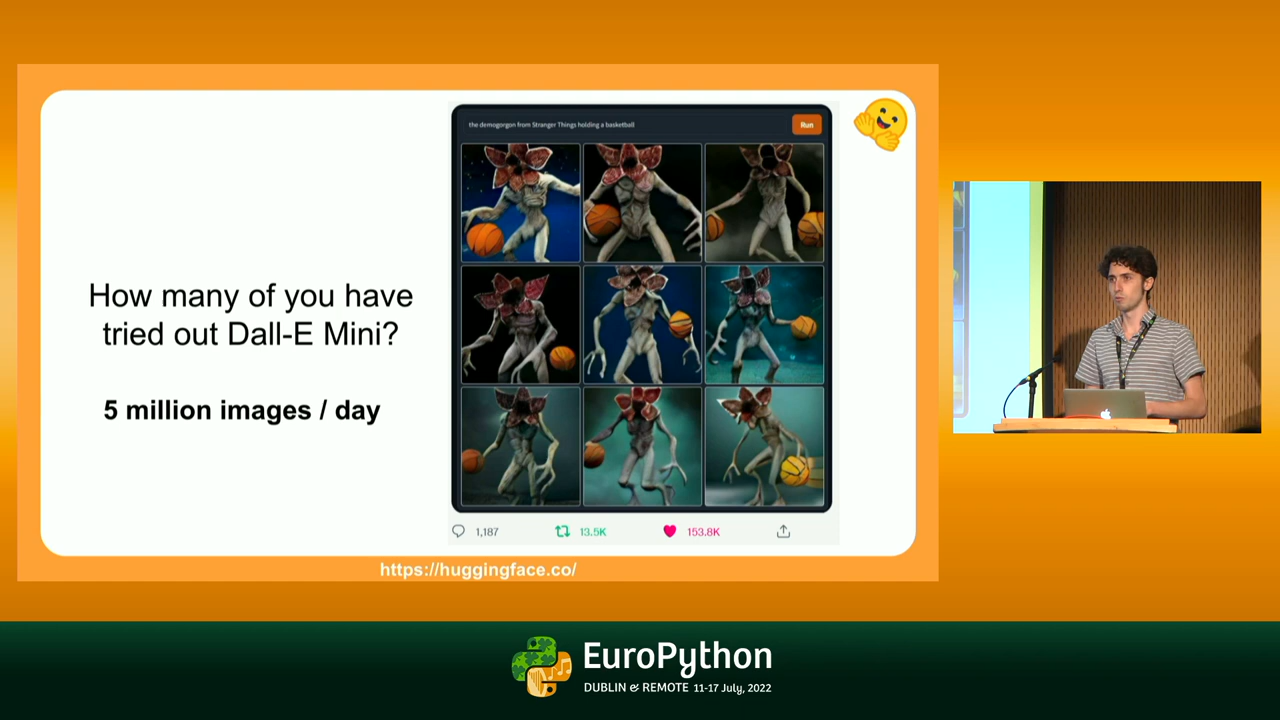 the demogorgon from Stranger Things holding a basketball
Run
How many of you have
tried out Dall-E Mini?
5 million images / day
1,187
13.5K
153.8K
https://huggingface.co/
EuroPython
DUBLIN & REMOTE 11-17 July, 2022